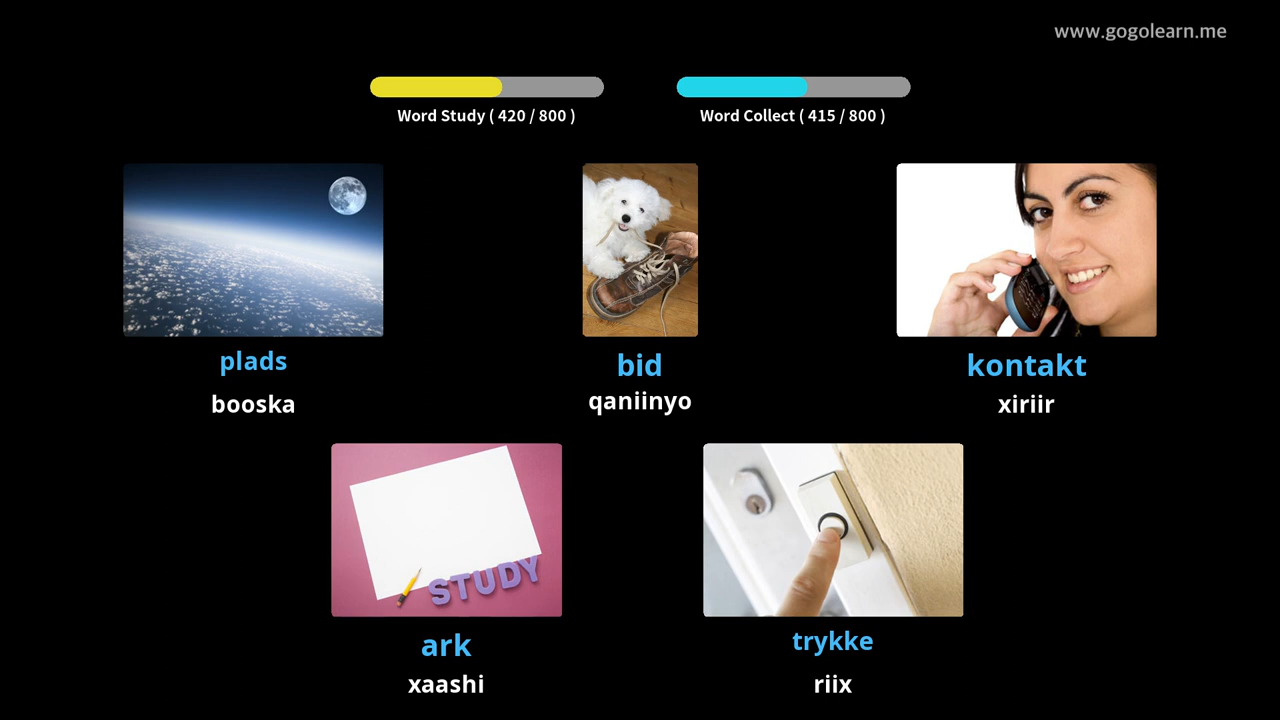 www.gogolearn.me
Word Study ( 420 / 800 )
Word Collect ( 415 / 800 )
plads
booska
bid
qaniinyo
kontakt
xiriir
STUDY
ark
xaashi
trykke
riix